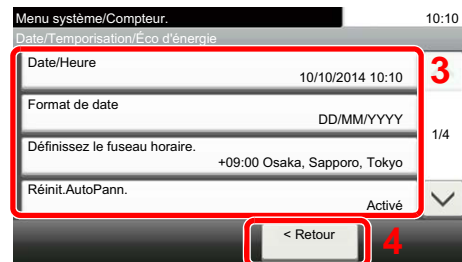 Menu système/Compteur.
10:10
Date/Temporisation/Éco d'énergie
Date/Heure
10/10/2014 10:10
3
Format de date
DD/MM/YYYY
1/4
Définissez le fuseau horaire.
+09:00 Osaka, Sapporo, Tokyo
Réinit.AutoPann.
Activé
< Retour
4